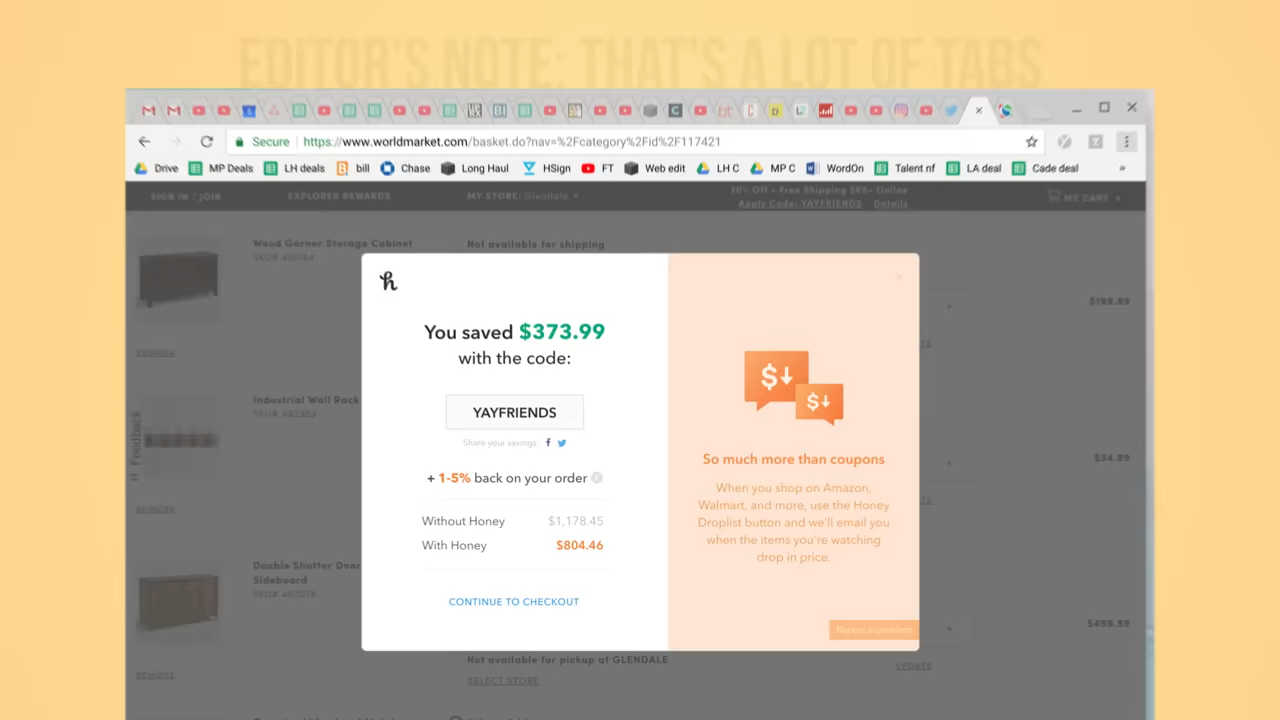 EDITOR'S NOTE: THAT'S A LOT OF TABS
Secure https://www.worldmarket.com/basket.do?nav=%2Fcategory%2Fid%2F117421
Drive MP Deals LH deals bill Chase Long Haul HSign FT Web edit LH C MP C WordOn Talent nf LA deal Cade deal »
SIGN IN / JOIN EXPLORER REWARDS MY STORE: Glendale MY CART
10% OFF + Free Shipping $65+ Online
Apply Code: YAYFRIENDS Details
Wood Garner Storage Cabinet
Not available for shipping
$199.99
REMOVE
h
You saved $373.99
with the code:
YAYFRIENDS
Share your savings:
+ 1-5% back on your order
Without Honey $1,178.45
With Honey $804.46
CONTINUE TO CHECKOUT
$↓
$↓
So much more than coupons
When you shop on Amazon,
Walmart, and more, use the Honey
Droplist button and we'll email you
when the items you're watching
drop in price.
Report a problem
Industrial Wall Rack
$34.99
Feedback
REMOVE
Double Shutter Door
Sideboard
$499.99
Not available for pickup at GLENDALE
UPDATE
REMOVE
SELECT STORE